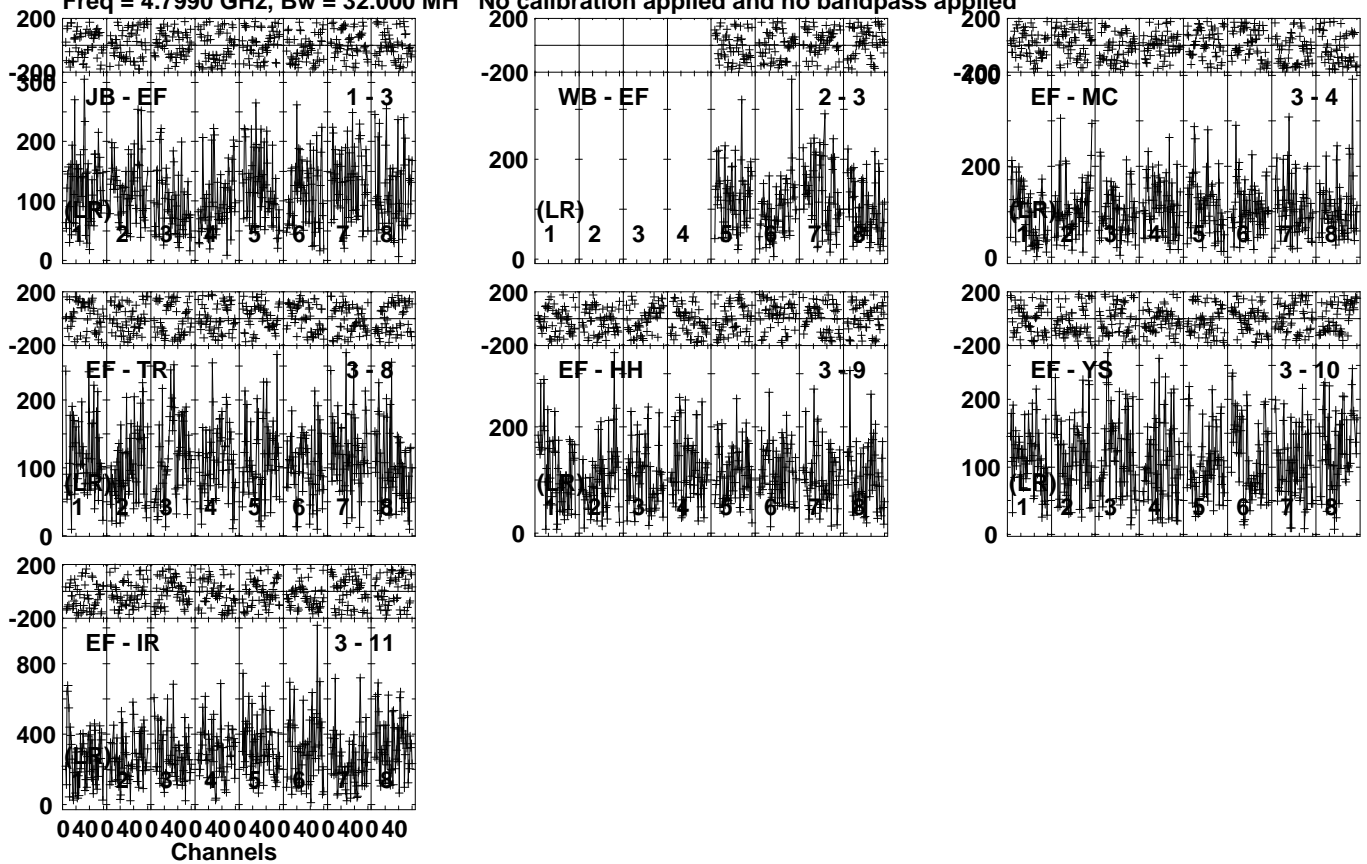 Freq = 4.7990 GHz, Bw = 32.000 MH No calibration applied and no bandpass applied
200
-200
300
200
100
0
JB - EF 1 - 3
(LR)
1 2 3 4 5 6 7 8
200
-200
200
0
WB - EF 2 - 3
(LR)
1 2 3 4 5 6 7 8
200
-200
400
200
0
EF - MC 3 - 4
(LR)
1 2 3 4 5 6 7 8
200
-200
200
100
0
EF - TR 3 - 8
(LR)
1 2 3 4 5 6 7 8
200
-200
200
0
EF - HH 3 - 9
(LR)
1 2 3 4 5 6 7 8
200
-200
200
100
0
EF - YS 3 - 10
(LR)
1 2 3 4 5 6 7 8
200
-200
800
400
0
EF - IR 3 - 11
(LR)
1 2 3 4 5 6 7 8
0 40 0 40 0 40 0 40 0 40 0 40 0 40 0 40
Channels